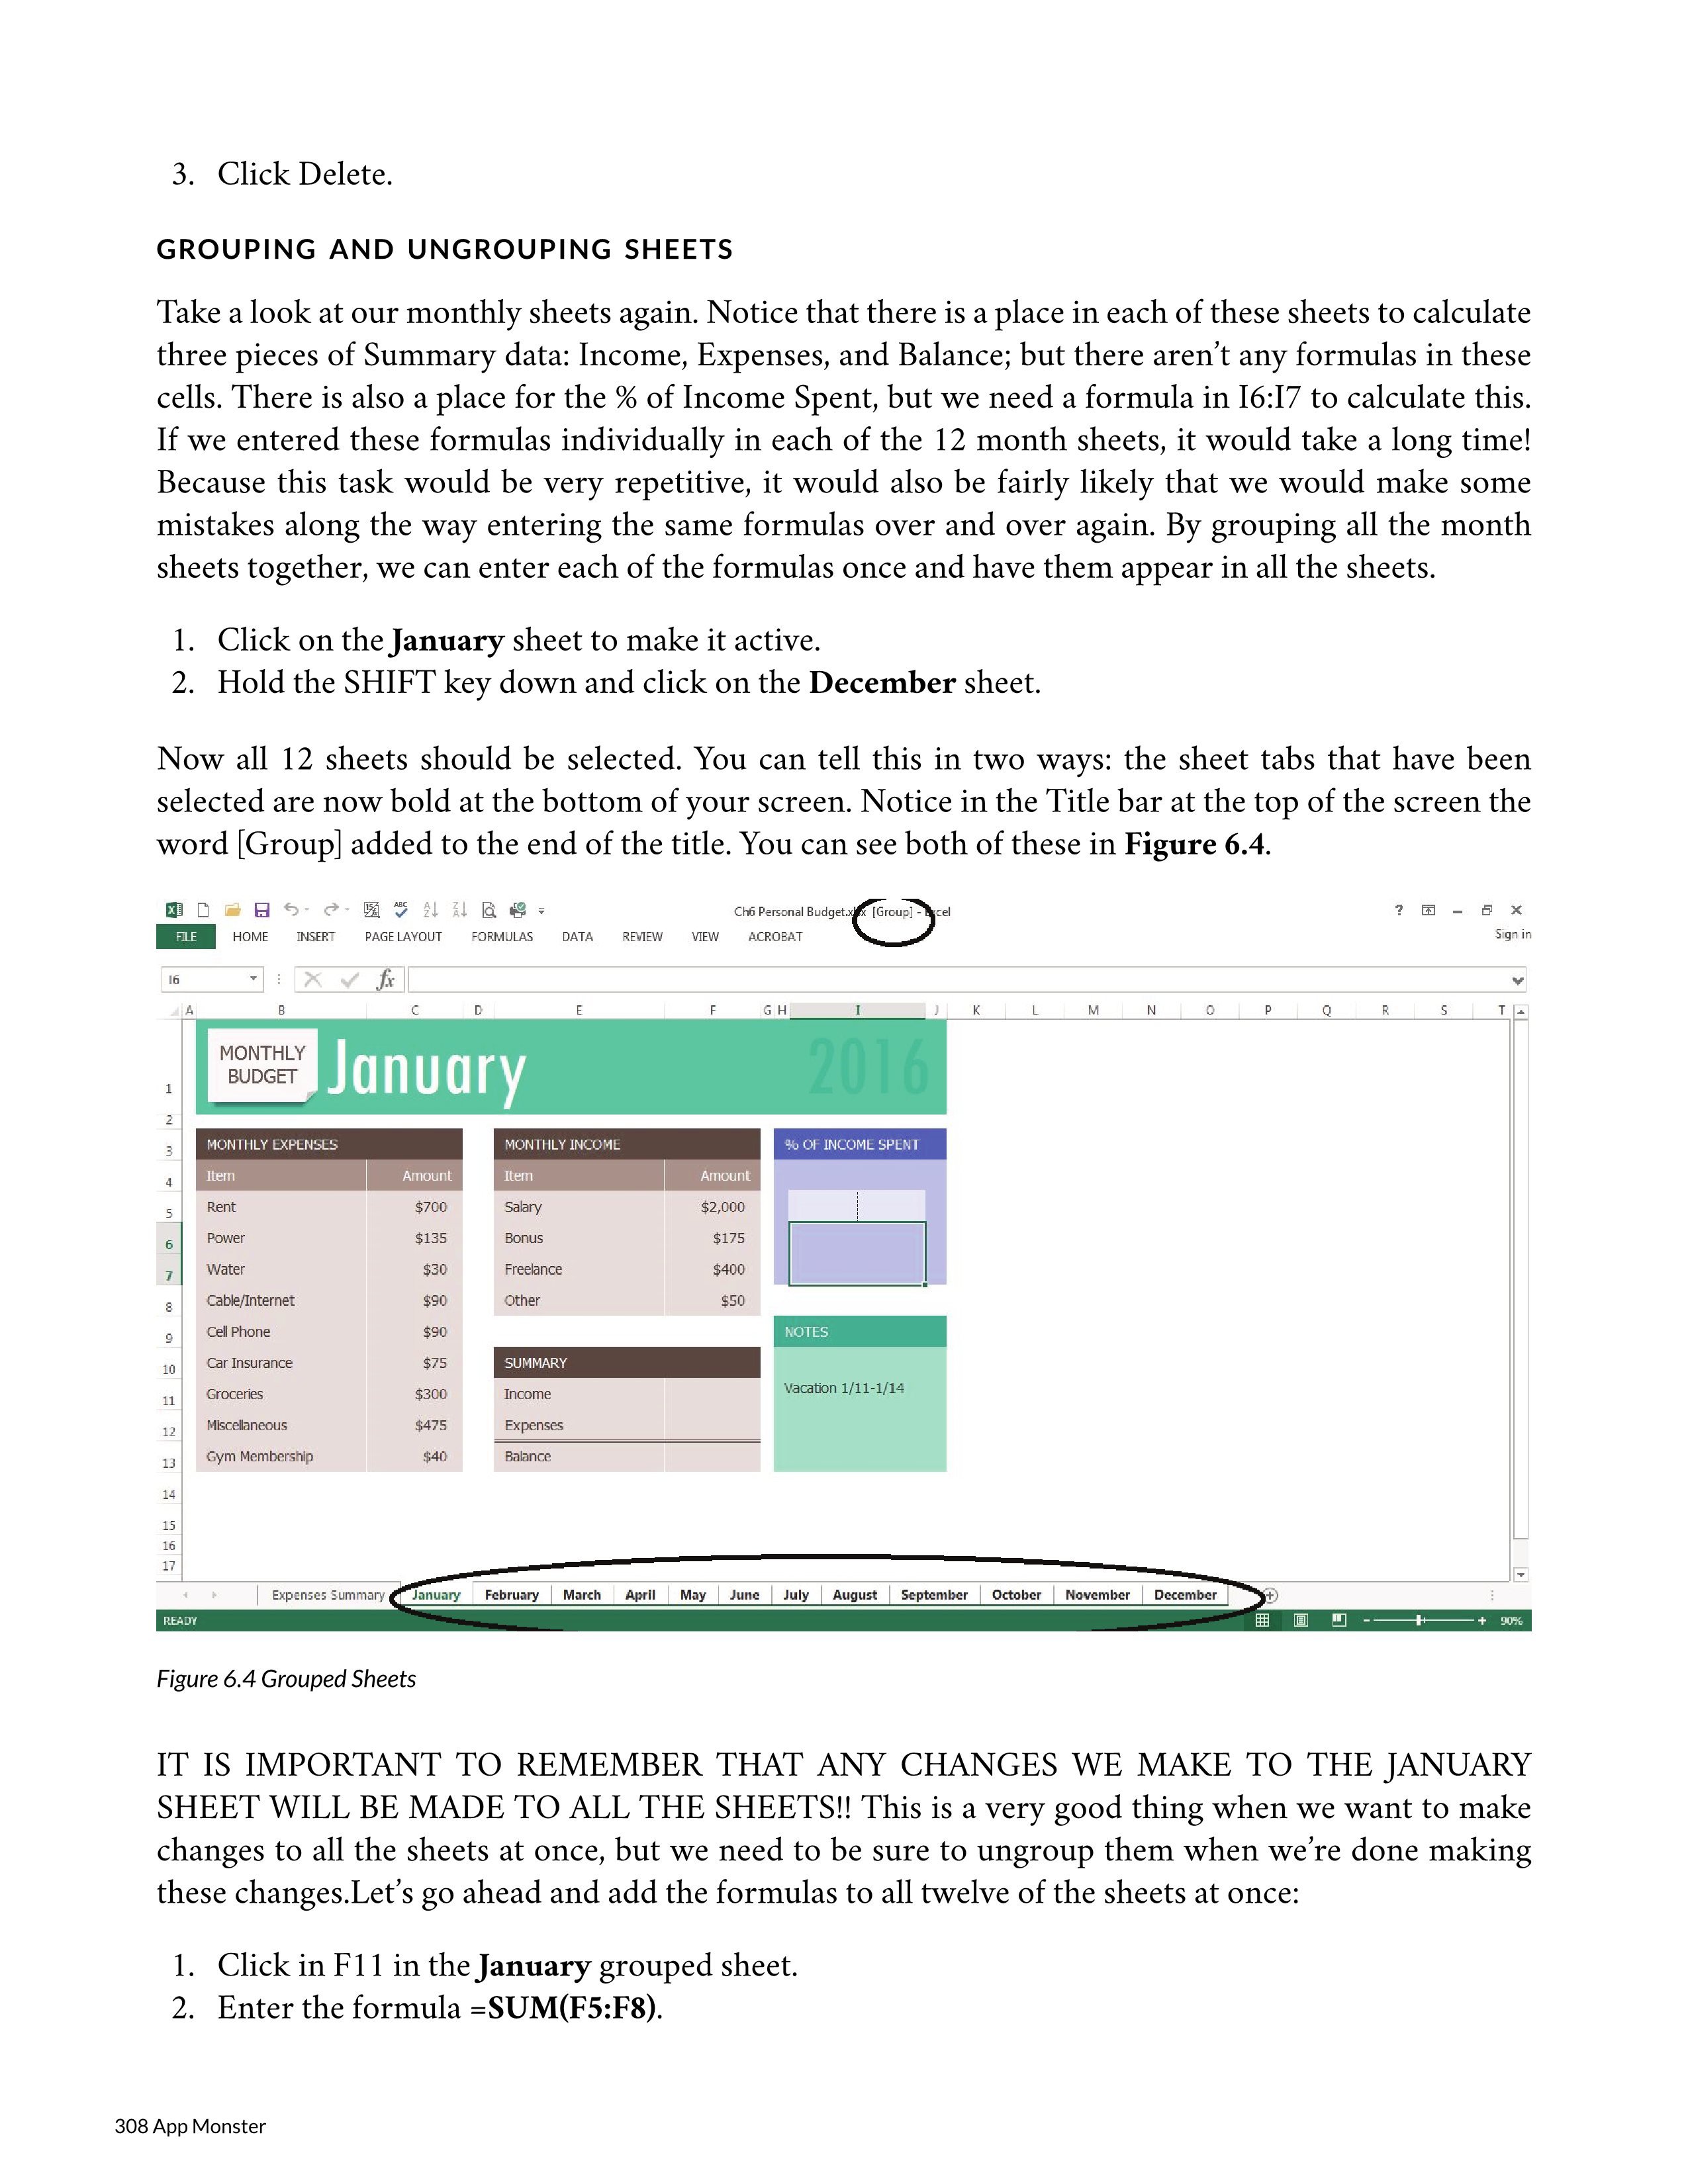 3. Click Delete.
GROUPING AND UNGROUPING SHEETS
Take a look at our monthly sheets again. Notice that there is a place in each of these sheets to calculate
three pieces of Summary data: Income, Expenses, and Balance; but there aren’t any formulas in these
cells. There is also a place for the % of Income Spent, but we need a formula in I6:I7 to calculate this.
If we entered these formulas individually in each of the 12 month sheets, it would take a long time!
Because this task would be very repetitive, it would also be fairly likely that we would make some
mistakes along the way entering the same formulas over and over again. By grouping all the month
sheets together, we can enter each of the formulas once and have them appear in all the sheets.
1. Click on the January sheet to make it active.
2. Hold the SHIFT key down and click on the December sheet.
Now all 12 sheets should be selected. You can tell this in two ways: the sheet tabs that have been
selected are now bold at the bottom of your screen. Notice in the Title bar at the top of the screen the
word [Group] added to the end of the title. You can see both of these in Figure 6.4.
Ch6 Personal Budget.xlsx [Group] - Excel
FILE HOME INSERT PAGE LAYOUT FORMULAS DATA REVIEW VIEW ACROBAT Sign in
I6 fx
A B C D E F G H I J K L M N O P Q R S T
MONTHLY BUDGET January 2016
1
2
3 MONTHLY EXPENSES MONTHLY INCOME % OF INCOME SPENT
4 Item Amount Item Amount
5 Rent $700 Salary $2,000
6 Power $135 Bonus $175
7 Water $30 Freelance $400
8 Cable/Internet $90 Other $50
9 Cell Phone $90 NOTES
10 Car Insurance $75 SUMMARY
11 Groceries $300 Income Vacation 1/11-1/14
12 Miscellaneous $475 Expenses
13 Gym Membership $40 Balance
14
15
16
17
Expenses Summary January February March April May June July August September October November December
READY 90%
Figure 6.4 Grouped Sheets
IT IS IMPORTANT TO REMEMBER THAT ANY CHANGES WE MAKE TO THE JANUARY
SHEET WILL BE MADE TO ALL THE SHEETS!! This is a very good thing when we want to make
changes to all the sheets at once, but we need to be sure to ungroup them when we’re done making
these changes.Let’s go ahead and add the formulas to all twelve of the sheets at once:
1. Click in F11 in the January grouped sheet.
2. Enter the formula =SUM(F5:F8).
308 App Monster